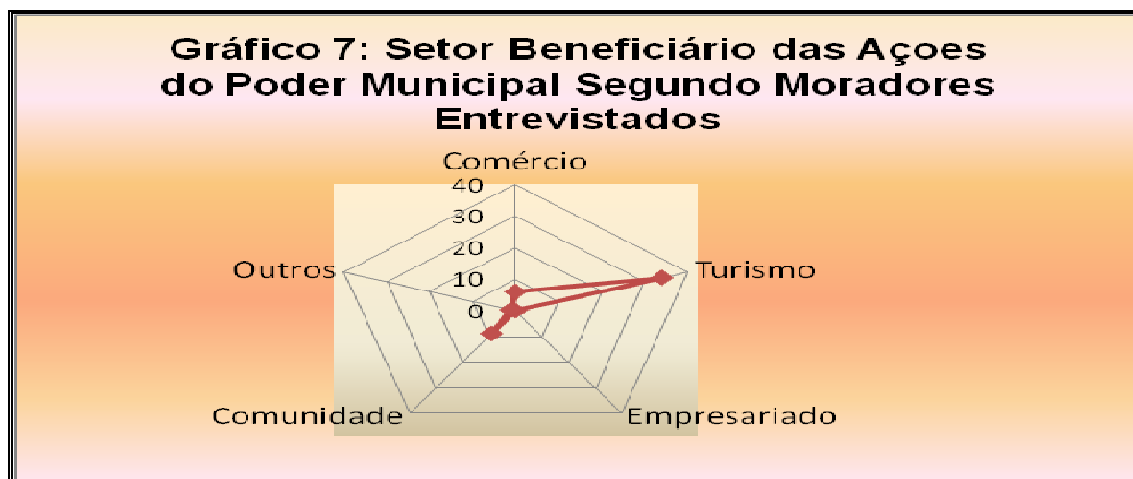 Gráfico 7: Setor Beneficiário das Açoes
do Poder Municipal Segundo Moradores
Entrevistados
Comércio
40
30
20
10
0
Outros
Turismo
Comunidade
Empresariado